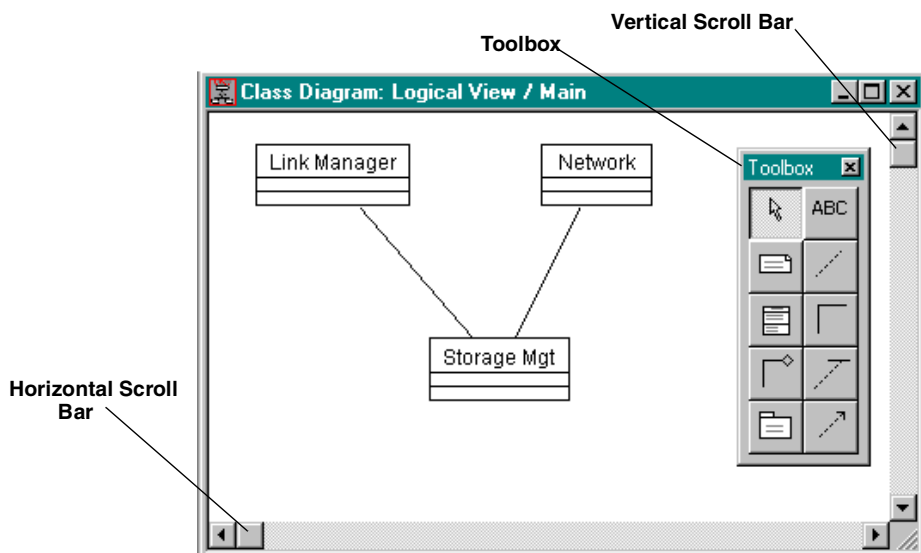 Vertical Scroll Bar
Toolbox
Class Diagram: Logical View / Main
Link Manager
Network
Toolbox
ABC
Storage Mgt
Horizontal Scroll
Bar